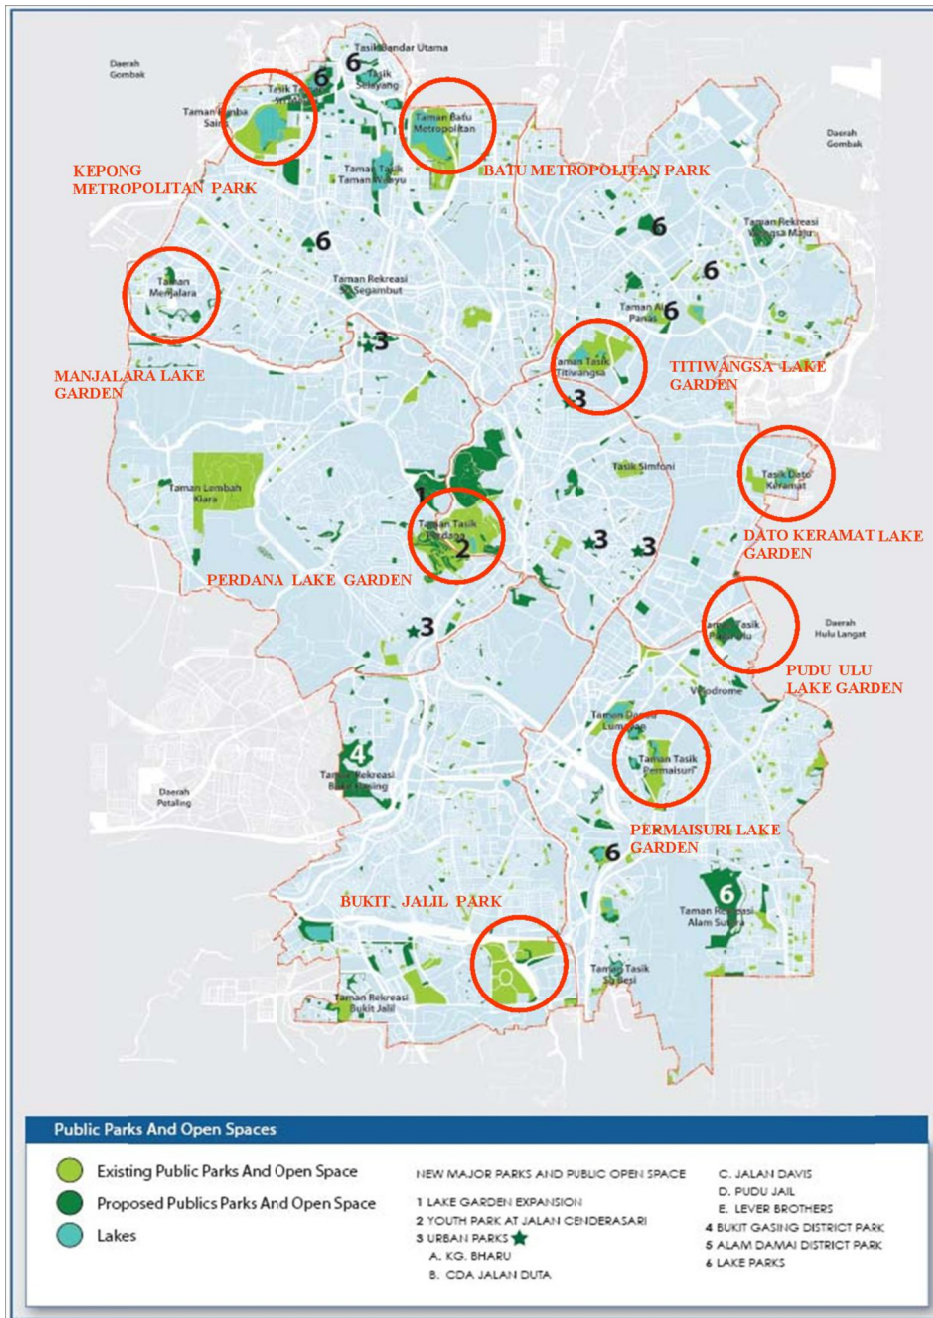 Tasik Bandar Utama
Daerah
Gombak
6
6
Tasik
Selayang
Taman Rimba
Sains
Taman Batu
Metropolitan
Daerah
Gombak
KEPONG
METROPOLITAN PARK
Taman Tasik
Taman Wahyu
BATU METROPOLITAN PARK
6
6
Taman Rekreasi
Wangsa Maju
6
Taman
Menjalara
Taman Rekreasi
Segambut
Taman Air
Panas
6
3
MANJALARA LAKE
GARDEN
Taman Tasik
Titiwangsa
TITIWANGSA LAKE
GARDEN
3
Taman Lembah
Kiara
Tasik Simfoni
Tasik Dato
Keramat
1
Taman Tasik
Perdana
2
3
3
DATO KERAMAT LAKE
GARDEN
PERDANA LAKE GARDEN
3
Taman Tasik
Daerah
Hulu Langat
PUDU ULU
LAKE GARDEN
Velodrome
Taman Danau
Lumayan
4
Taman Rekreasi
Bukit Gasing
Taman Tasik
Permaisuri
Daerah
Petaling
PERMAISURI LAKE
GARDEN
6
BUKIT JALIL PARK
6
Taman Rekreasi
Alam Sutera
Taman Tasik
Sg Besi
Taman Rekreasi
Bukit Jalil
Public Parks And Open Spaces
Existing Public Parks And Open Space
Proposed Publics Parks And Open Space
Lakes
NEW MAJOR PARKS AND PUBLIC OPEN SPACE
1 LAKE GARDEN EXPANSION
2 YOUTH PARK AT JALAN CENDERASARI
3 URBAN PARKS
A. KG. BHARU
B. CDA JALAN DUTA
C. JALAN DAVIS
D. PUDU JAIL
E. LEVER BROTHERS
4 BUKIT GASING DISTRICT PARK
5 ALAM DAMAI DISTRICT PARK
6 LAKE PARKS